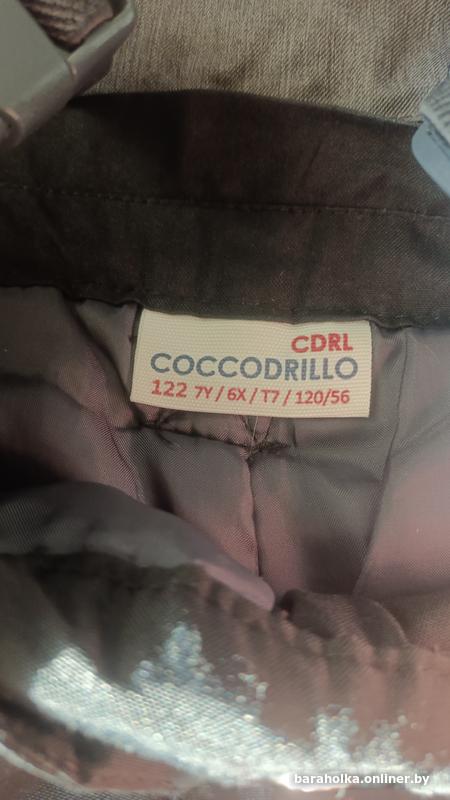 CDRL
COCCODRILLO
122 7Y / 6X / T7 / 120/56
baraholka.onliner.by